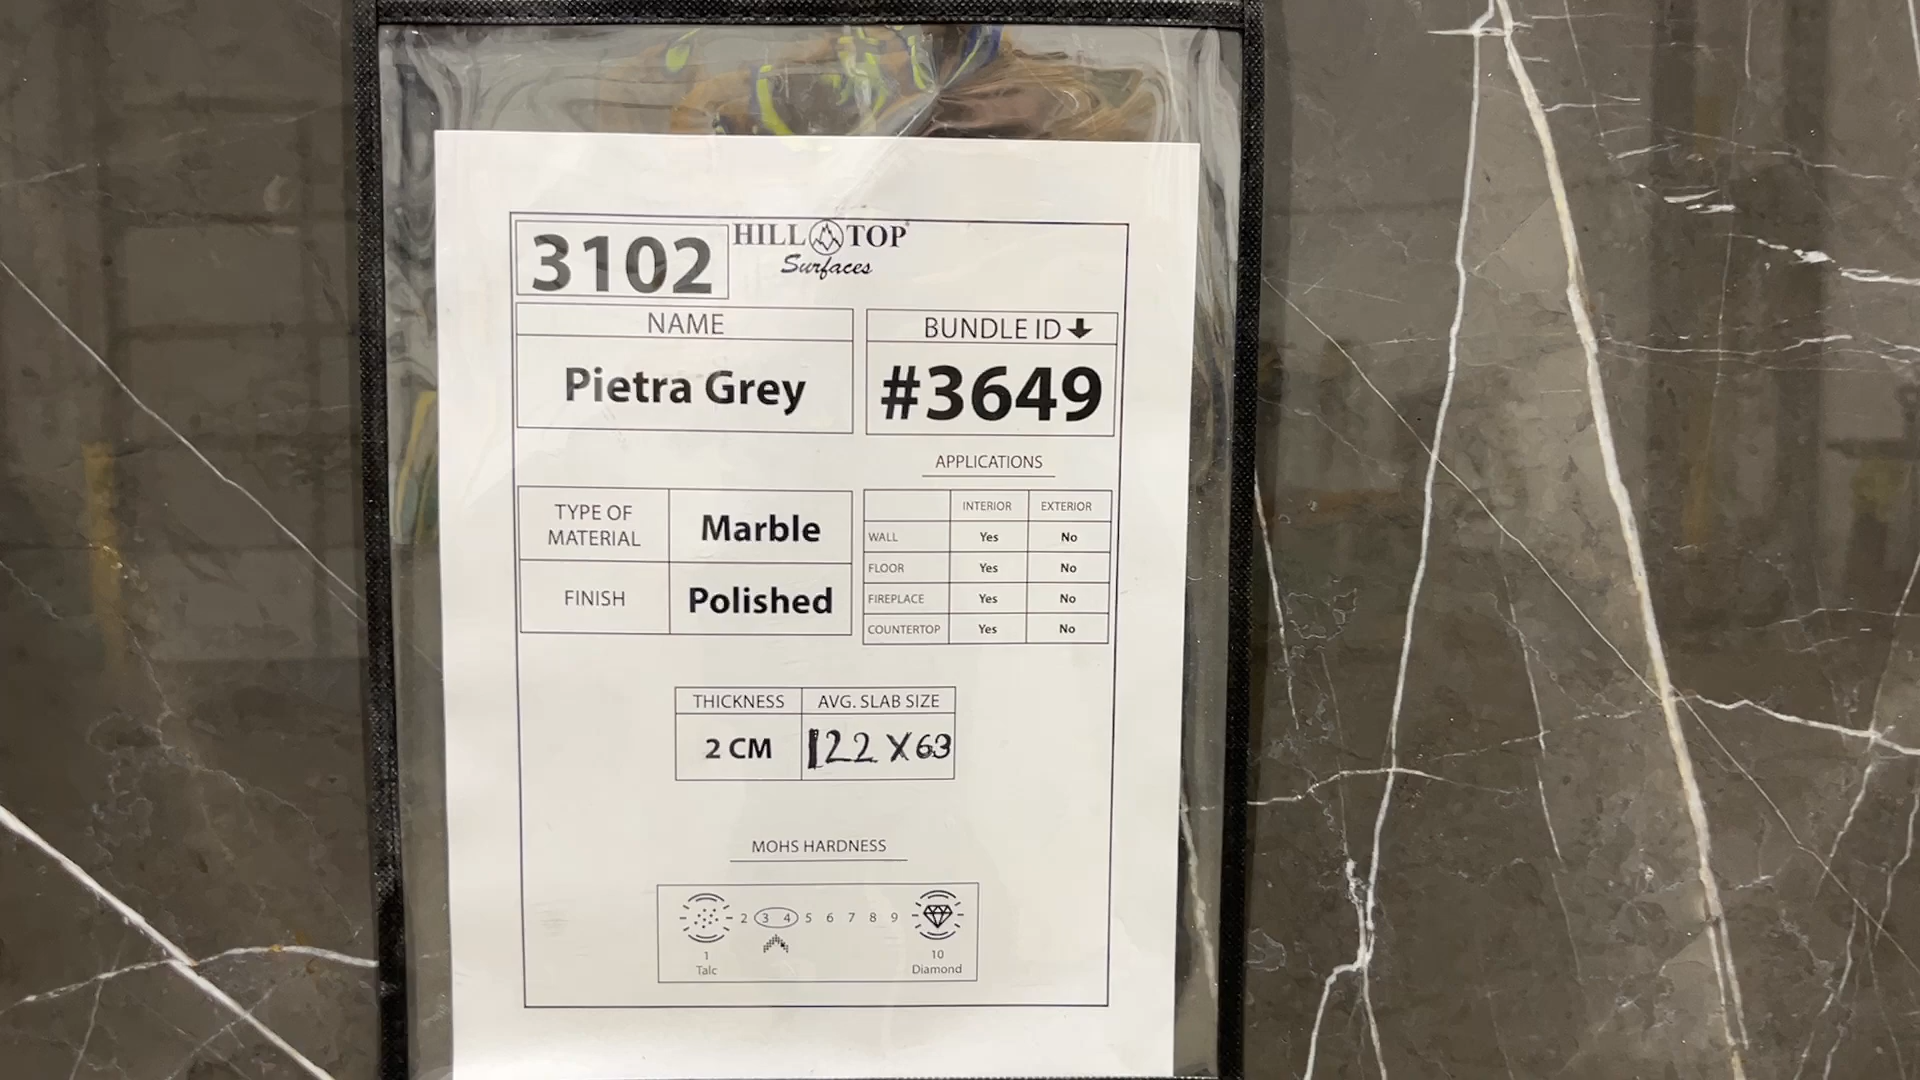 3102
HILL TOP
Surfaces
NAME
Pietra Grey
BUNDLE ID
#3649
TYPE OF MATERIAL
Marble
FINISH
Polished
APPLICATIONS
INTERIOR EXTERIOR
WALL Yes No
FLOOR Yes No
FIREPLACE Yes No
COUNTERTOP Yes No
THICKNESS AVG. SLAB SIZE
2 CM 122 X 63
MOHS HARDNESS
2 3 4 5 6 7 8 9
1 10
Talc Diamond